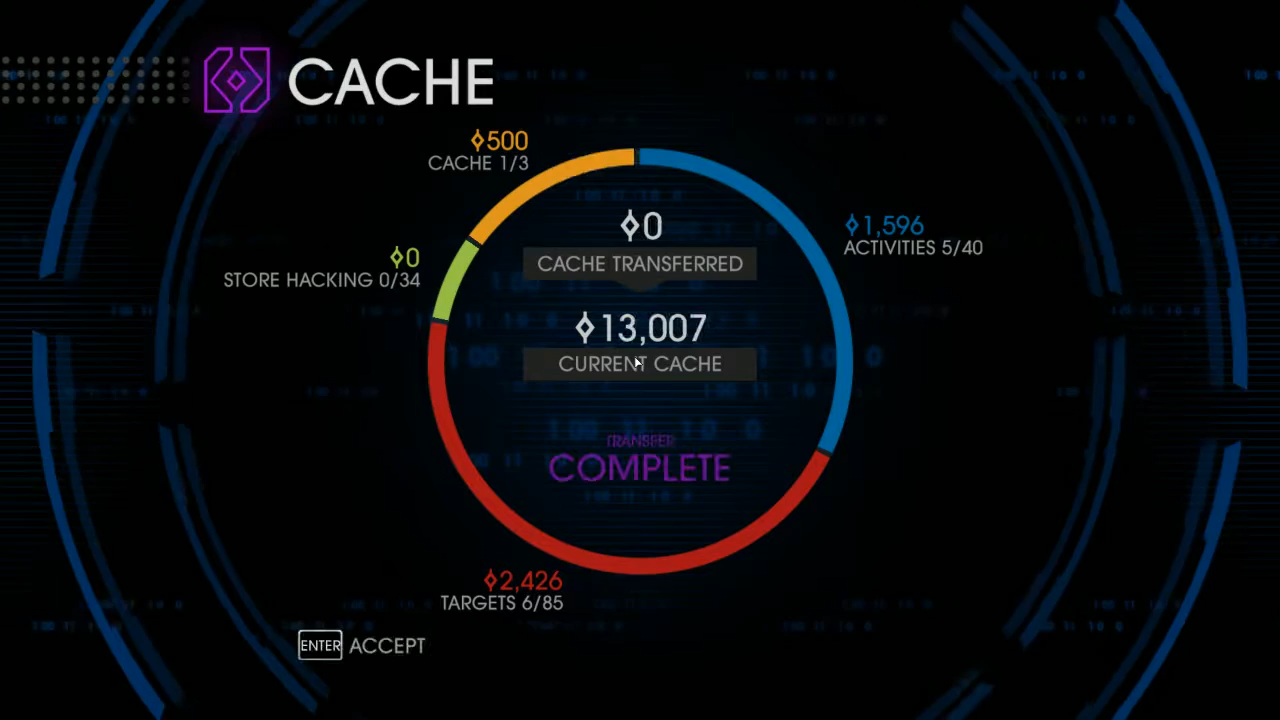 CACHE
500
CACHE 1/3
0
CACHE TRANSFERRED
1,596
ACTIVITIES 5/40
0
STORE HACKING 0/34
13,007
CURRENT CACHE
TRANSFER
COMPLETE
2,426
TARGETS 6/85
ENTER ACCEPT